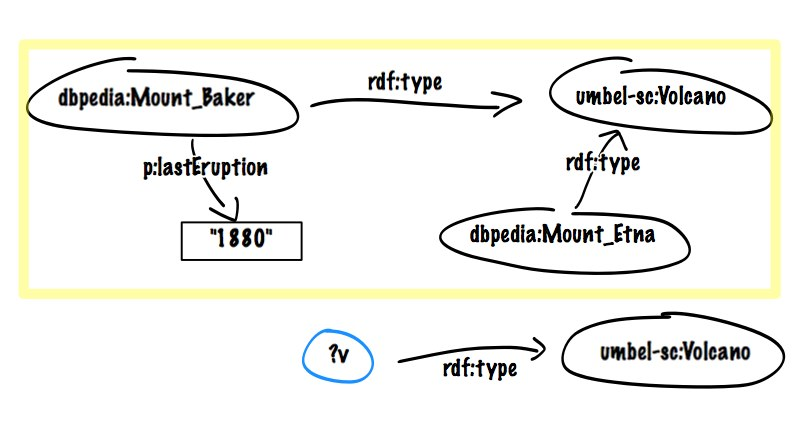 dbpedia:Mount_Baker
rdf:type
umbel-sc:Volcano
p:lastEruption
rdf:type
"1880"
dbpedia:Mount_Etna
?v
rdf:type
umbel-sc:Volcano